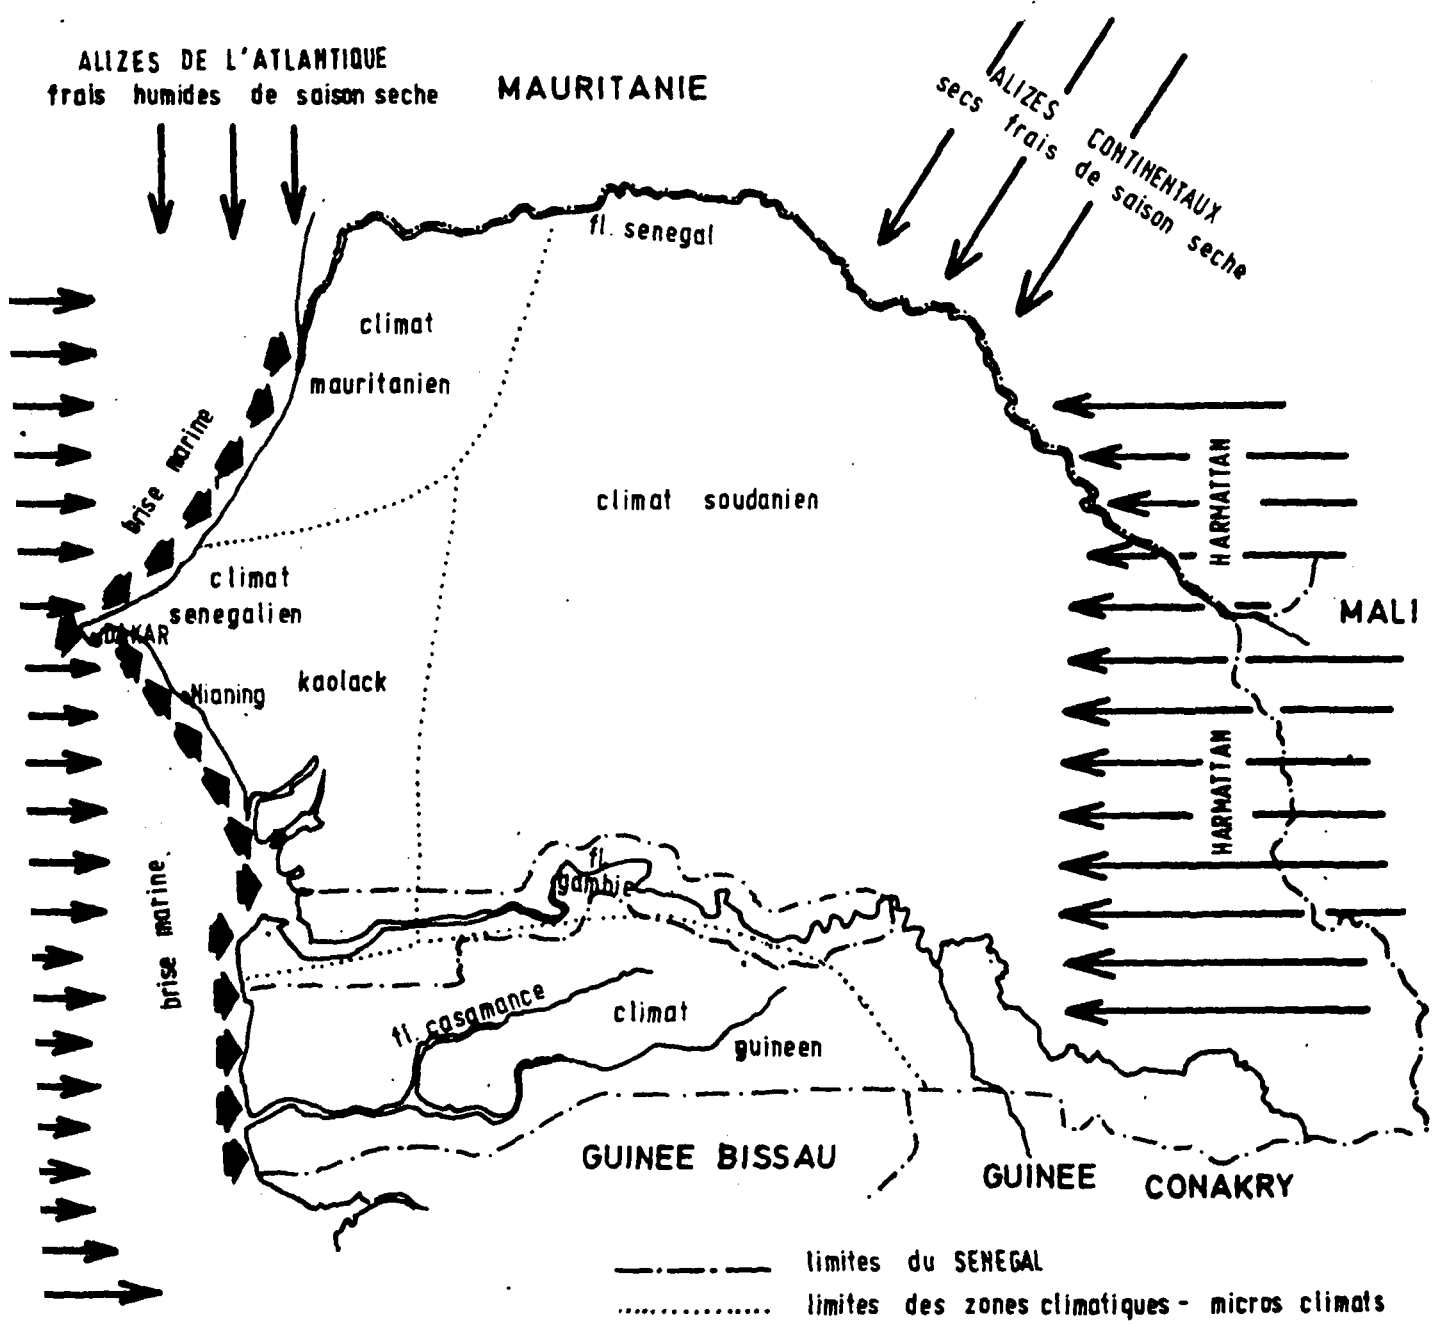 ALIZES DE L'ATLANTIQUE
frais humides de saison seche
MAURITANIE
ALIZES CONTINENTAUX
secs frais de saison seche
fl. senegal
climat
mauritanien
brise marine
climat soudanien
HARMATTAN
climat
senegalien
DAKAR
MALI
Nianing
kaolack
HARMATTAN
fl.
gambie
brise marine
fl. casamance
climat
guineen
GUINEE BISSAU
GUINEE CONAKRY
limites du SENEGAL
limites des zones climatiques - micros climats